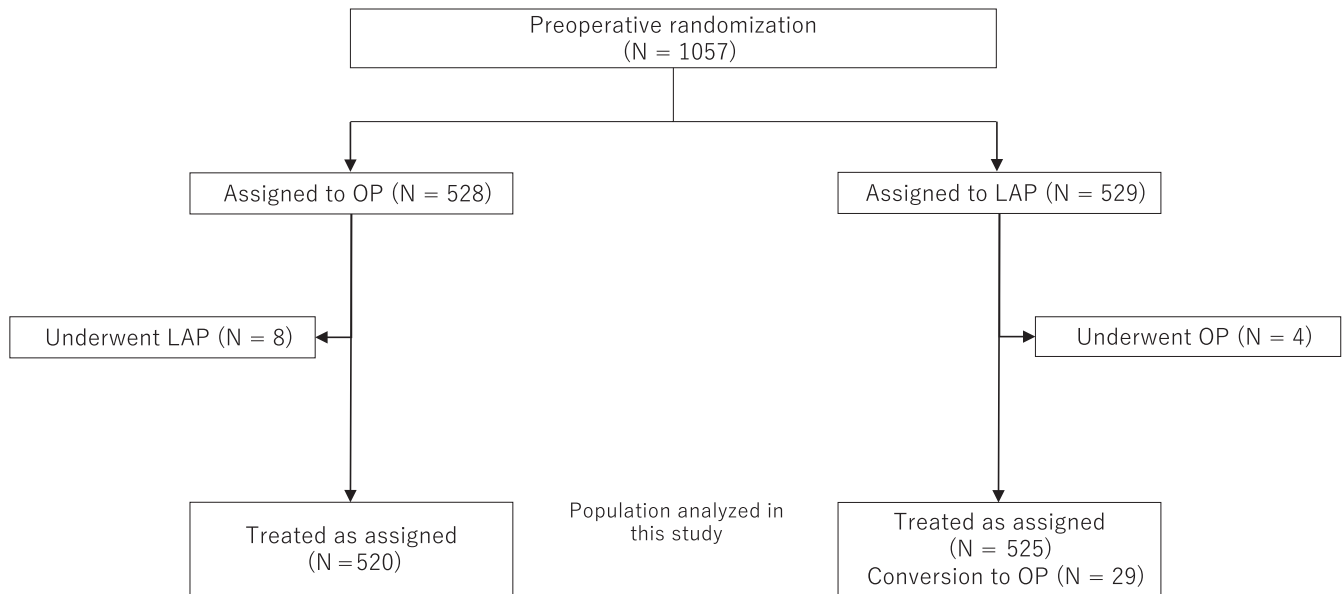 Preoperative randomization
(N = 1057)
Assigned to OP (N = 528)
Assigned to LAP (N = 529)
Underwent LAP (N = 8)
Underwent OP (N = 4)
Treated as assigned
(N = 520)
Population analyzed in
this study
Treated as assigned
(N = 525)
Conversion to OP (N = 29)